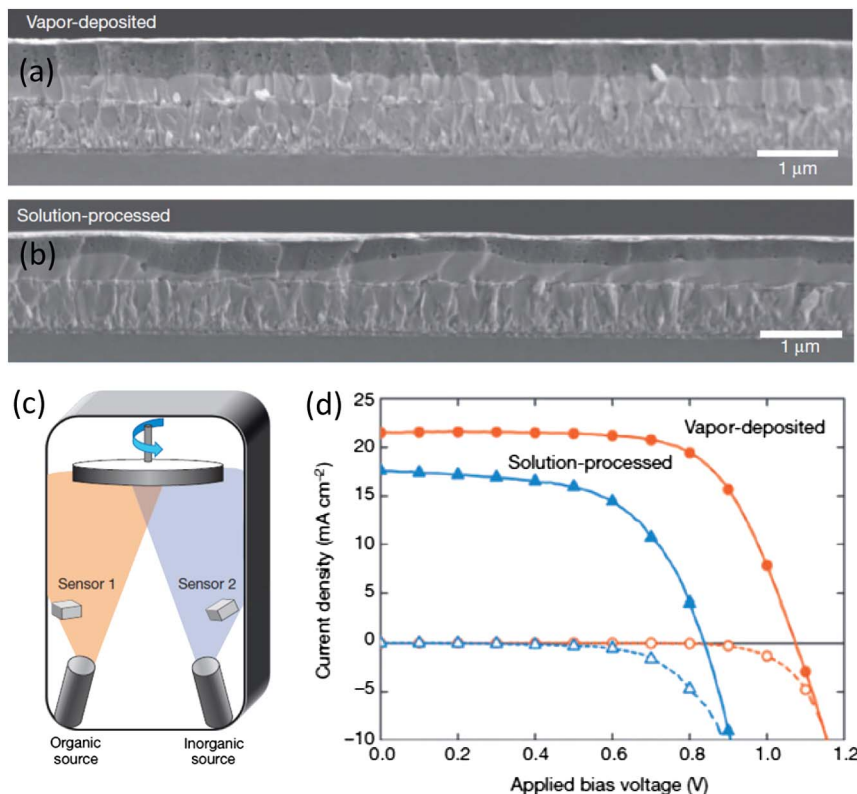 Vapor-deposited
(a)
1 μm
Solution-processed
(b)
1 μm
(c)
Sensor 1
Sensor 2
Organic
source
Inorganic
source
(d)
25
20
15
10
5
0
−5
−10
Current density (mA cm⁻²)
Vapor-deposited
Solution-processed
0.0
0.2
0.4
0.6
0.8
1.0
1.2
Applied bias voltage (V)